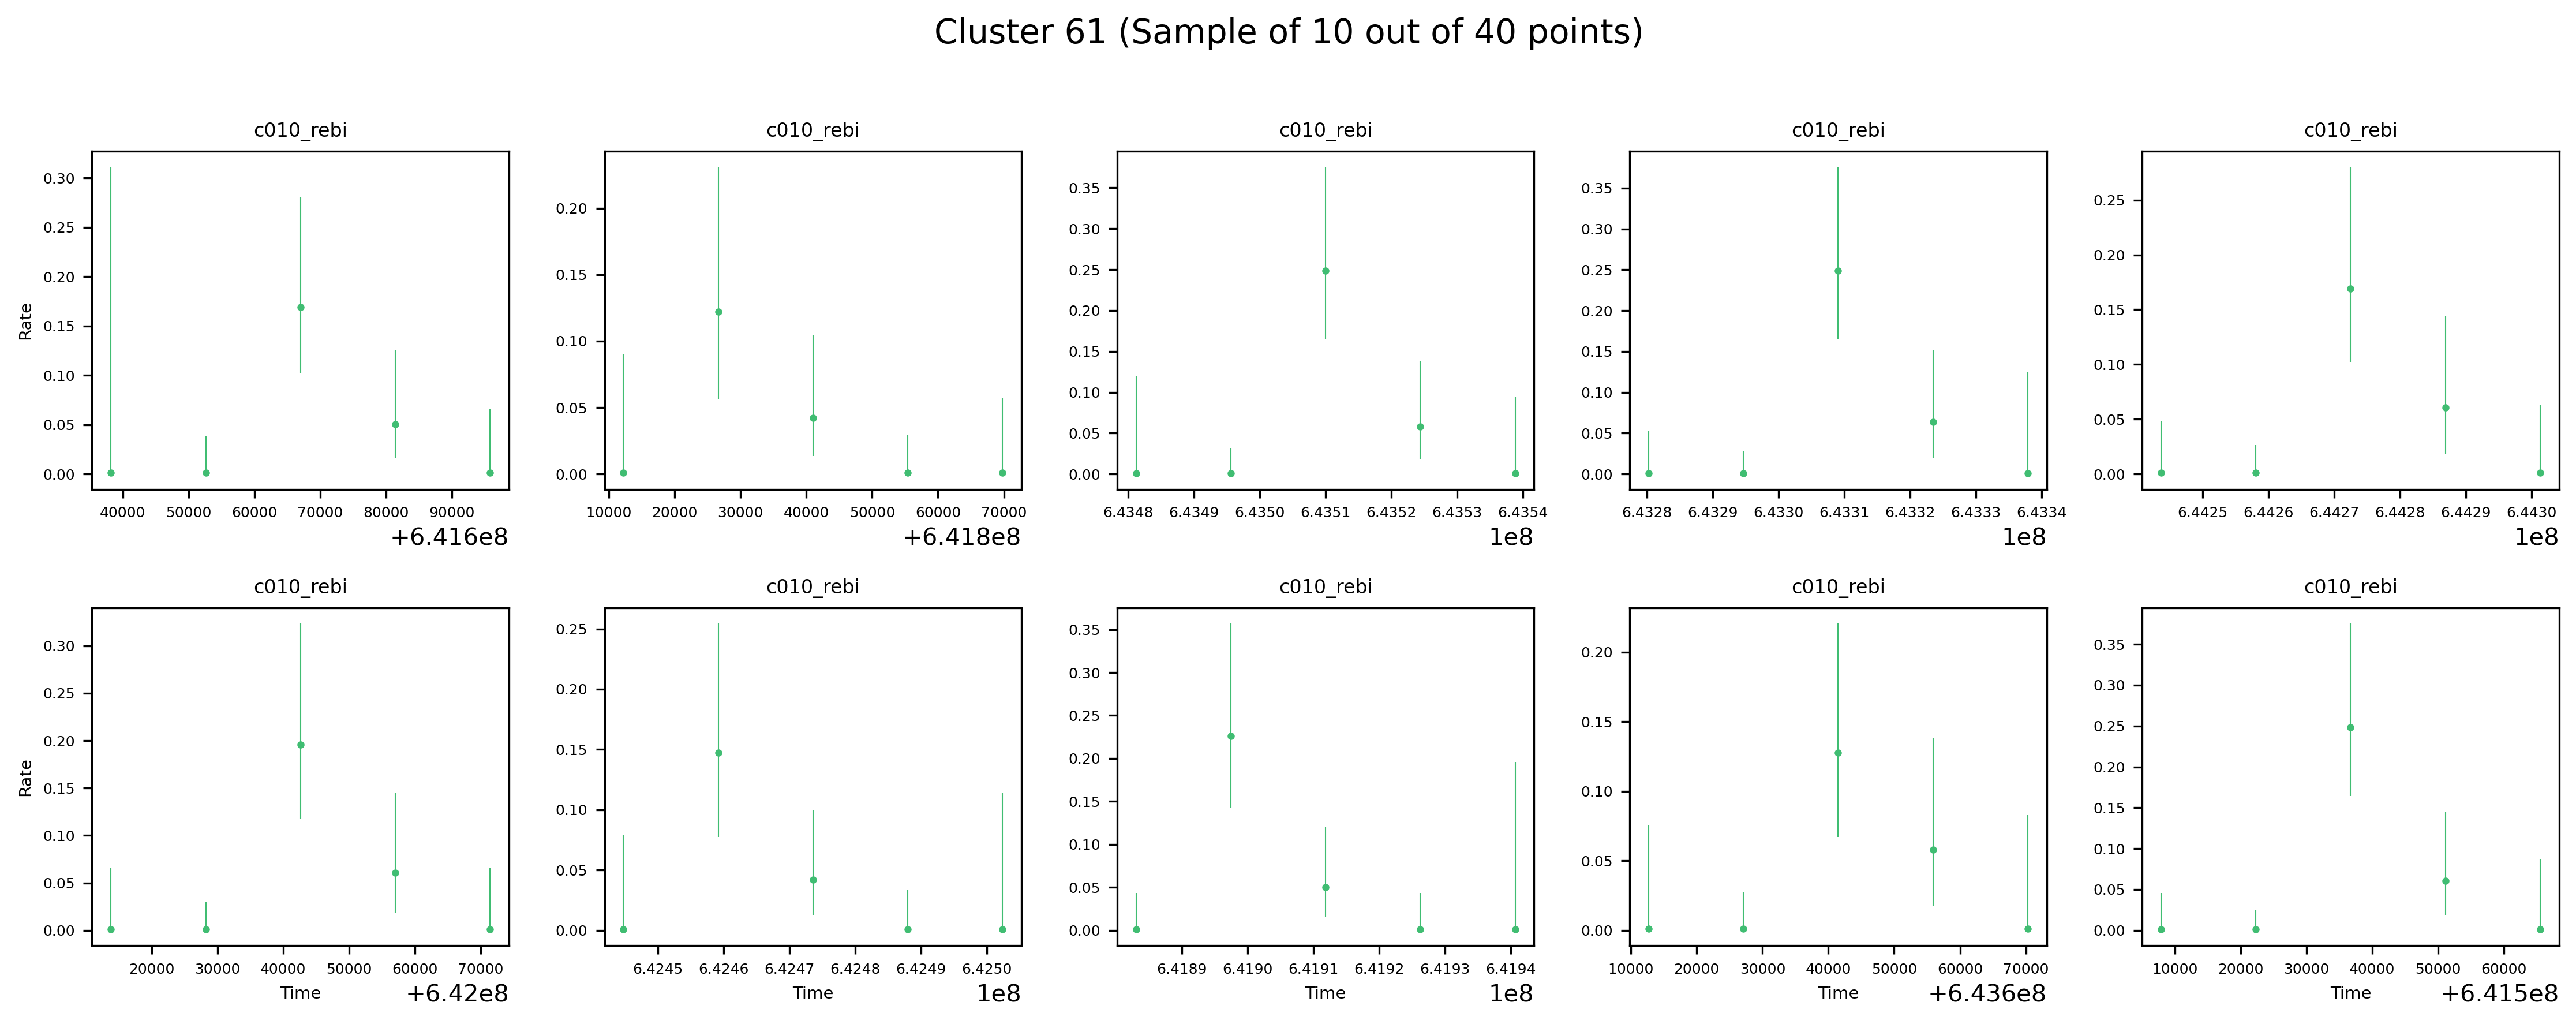 Cluster 61 (Sample of 10 out of 40 points)
c010_rebi c010_rebi c010_rebi c010_rebi c010_rebi
Rate
0.30 0.25 0.20 0.15 0.10 0.05 0.00
40000 50000 60000 70000 80000 90000
+6.416e8
0.20 0.15 0.10 0.05 0.00
10000 20000 30000 40000 50000 60000 70000
+6.418e8
0.35 0.30 0.25 0.20 0.15 0.10 0.05 0.00
6.4348 6.4349 6.4350 6.4351 6.4352 6.4353 6.4354
1e8
0.35 0.30 0.25 0.20 0.15 0.10 0.05 0.00
6.4328 6.4329 6.4330 6.4331 6.4332 6.4333 6.4334
1e8
0.25 0.20 0.15 0.10 0.05 0.00
6.4425 6.4426 6.4427 6.4428 6.4429 6.4430
1e8
c010_rebi c010_rebi c010_rebi c010_rebi c010_rebi
Rate
0.30 0.25 0.20 0.15 0.10 0.05 0.00
20000 30000 40000 50000 60000 70000
Time +6.42e8
0.25 0.20 0.15 0.10 0.05 0.00
6.4245 6.4246 6.4247 6.4248 6.4249 6.4250
Time 1e8
0.35 0.30 0.25 0.20 0.15 0.10 0.05 0.00
6.4189 6.4190 6.4191 6.4192 6.4193 6.4194
Time 1e8
0.20 0.15 0.10 0.05 0.00
10000 20000 30000 40000 50000 60000 70000
Time +6.436e8
0.35 0.30 0.25 0.20 0.15 0.10 0.05 0.00
10000 20000 30000 40000 50000 60000
Time +6.415e8